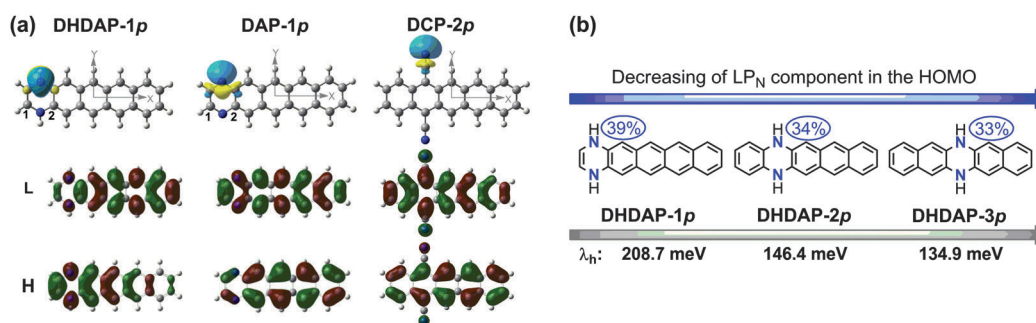 (a)
DHDAP-1p
DAP-1p
DCP-2p
Y
X
1
2
Y
X
1
2
Y
X
L
H
(b)
Decreasing of LPN component in the HOMO
H
N
39%
N
H
H
N
34%
N
H
H
N
33%
N
H
DHDAP-1p
DHDAP-2p
DHDAP-3p
λh:
208.7 meV
146.4 meV
134.9 meV